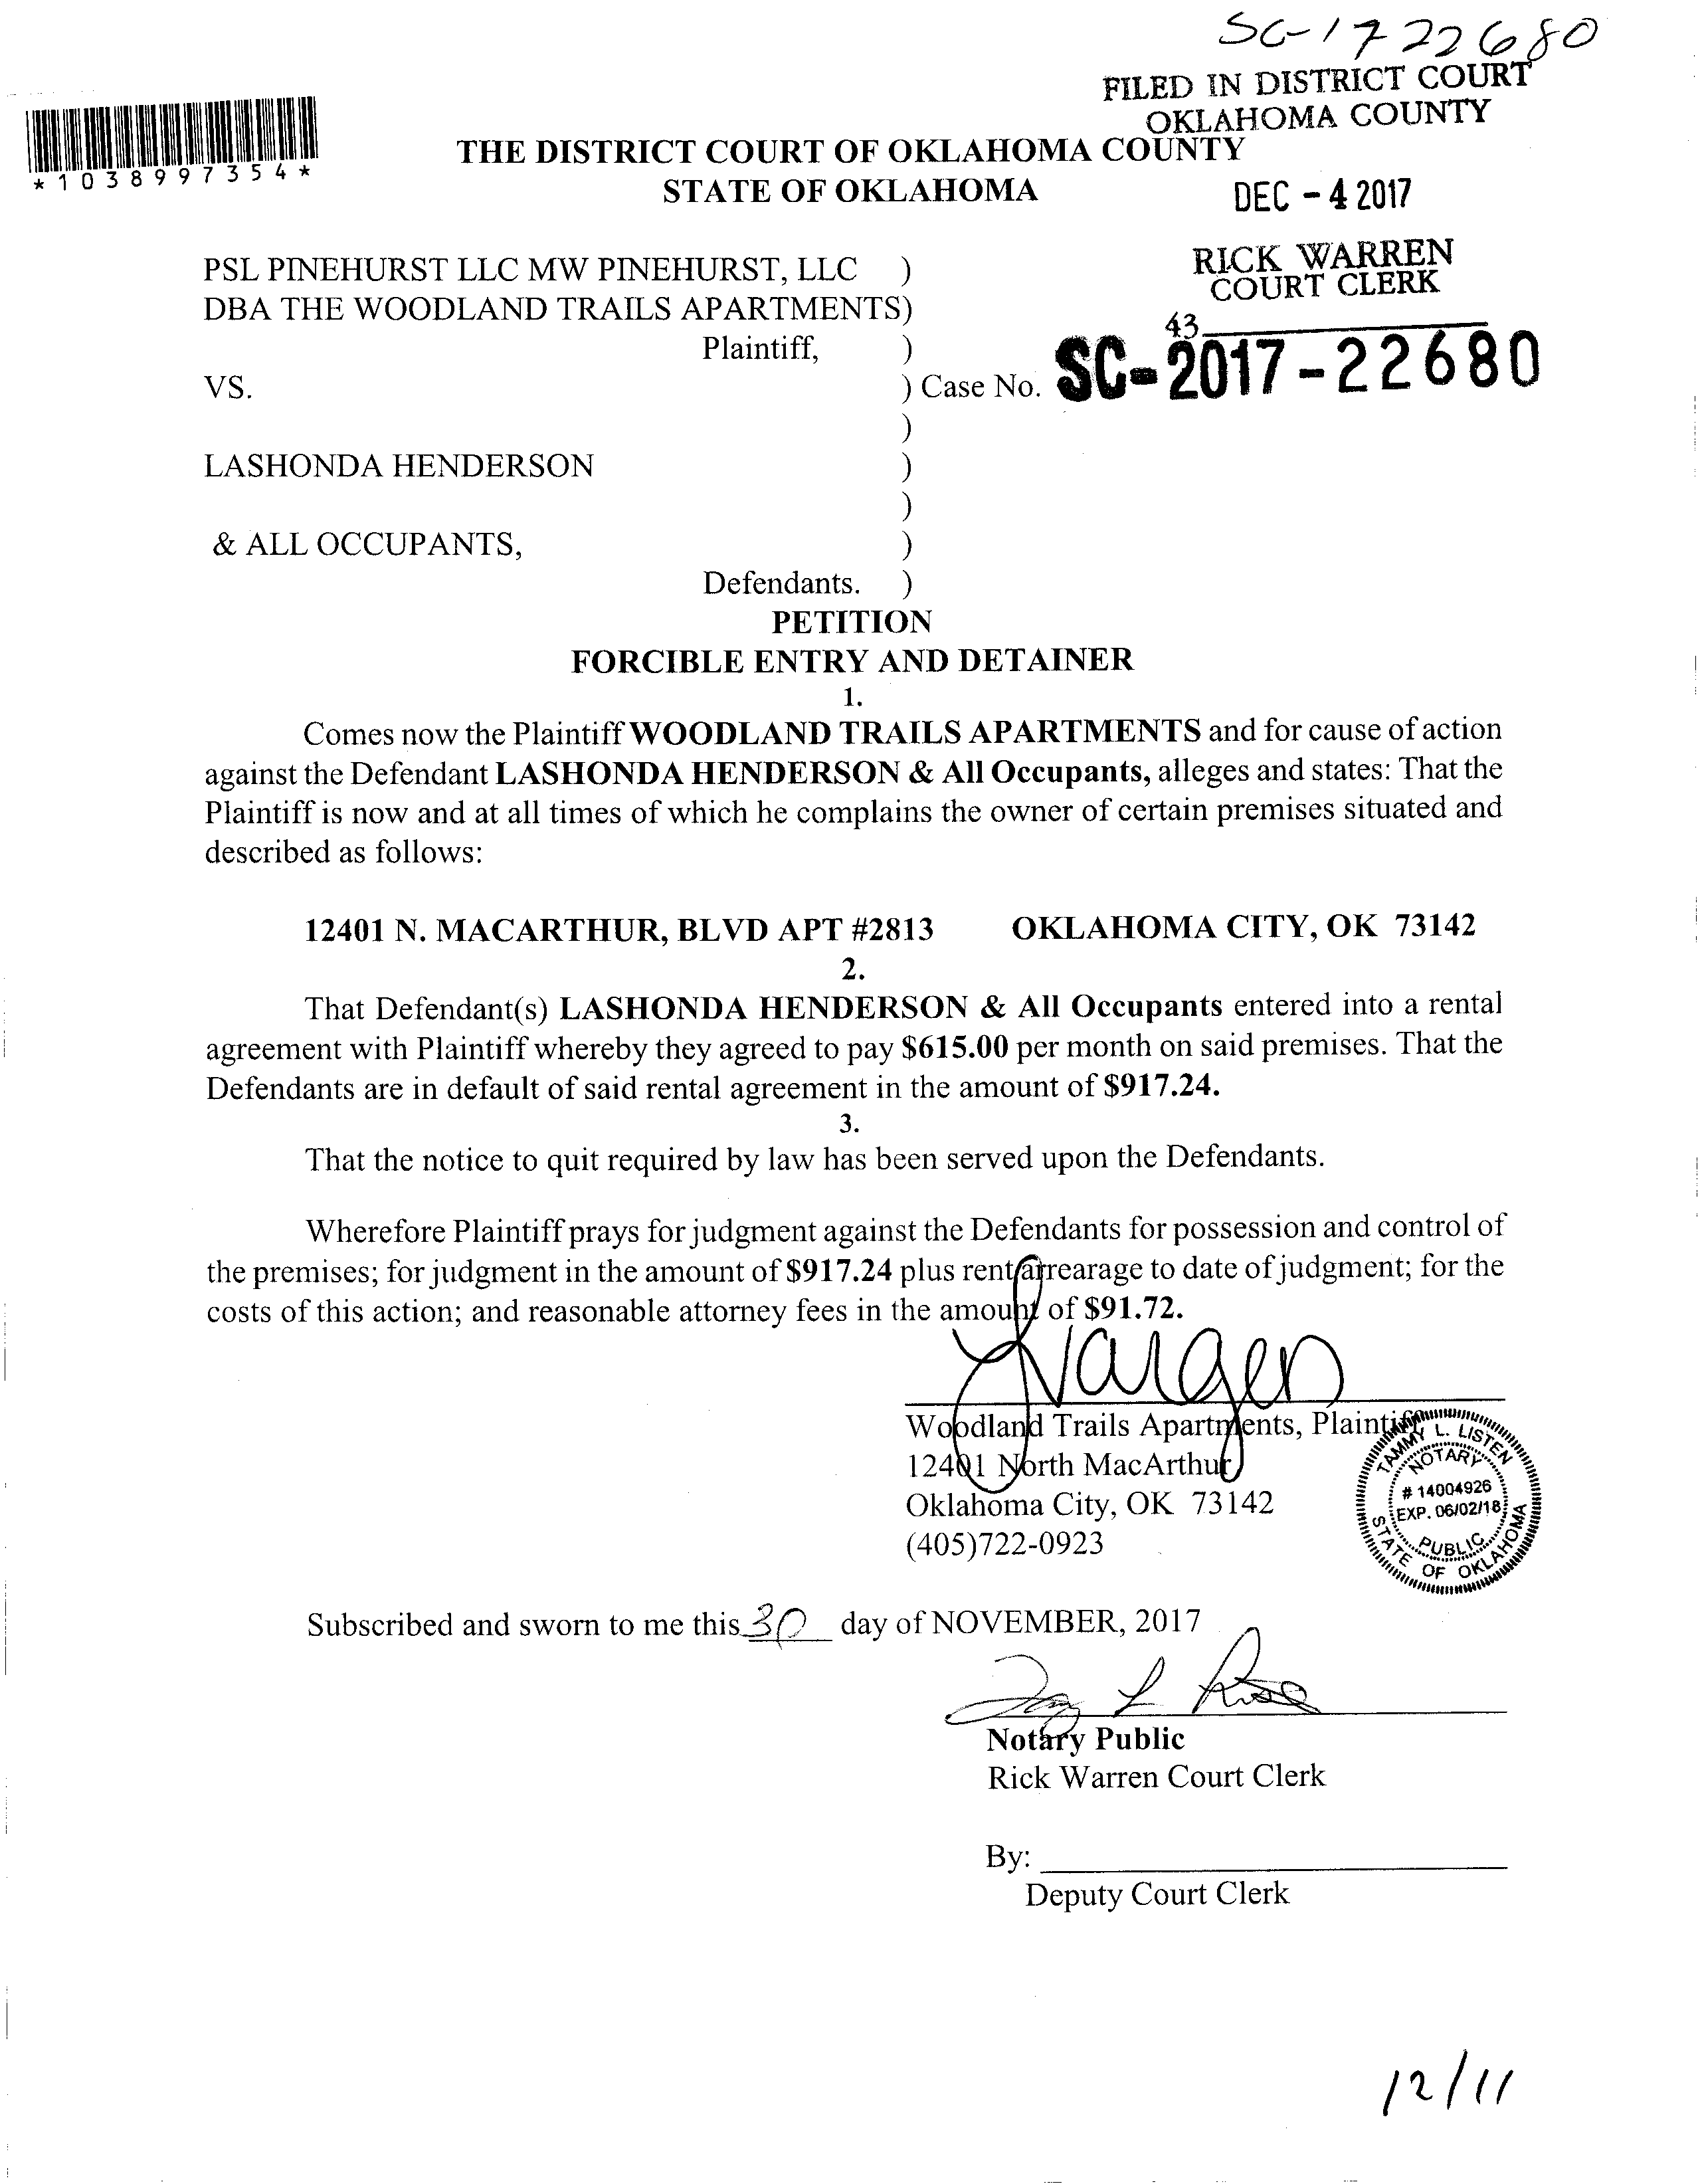 SC-1722680
FILED IN DISTRICT COURT
OKLAHOMA COUNTY
*1038997354*
THE DISTRICT COURT OF OKLAHOMA COUNTY
STATE OF OKLAHOMA
DEC - 4 2017
RICK WARREN
COURT CLERK
43
PSL PINEHURST LLC MW PINEHURST, LLC )
DBA THE WOODLAND TRAILS APARTMENTS)
Plaintiff, )
VS. ) Case No. SC-2017-22680
)
LASHONDA HENDERSON )
)
& ALL OCCUPANTS, )
Defendants. )
PETITION
FORCIBLE ENTRY AND DETAINER
1.
Comes now the Plaintiff WOODLAND TRAILS APARTMENTS and for cause of action
against the Defendant LASHONDA HENDERSON & All Occupants, alleges and states: That the
Plaintiff is now and at all times of which he complains the owner of certain premises situated and
described as follows:
12401 N. MACARTHUR, BLVD APT #2813 OKLAHOMA CITY, OK 73142
2.
That Defendant(s) LASHONDA HENDERSON & All Occupants entered into a rental
agreement with Plaintiff whereby they agreed to pay $615.00 per month on said premises. That the
Defendants are in default of said rental agreement in the amount of $917.24.
3.
That the notice to quit required by law has been served upon the Defendants.
Wherefore Plaintiff prays for judgment against the Defendants for possession and control of
the premises; for judgment in the amount of $917.24 plus rent arrearage to date of judgment; for the
costs of this action; and reasonable attorney fees in the amount of $91.72.
Woodland Trails Apartments, Plaintiff
12401 North MacArthur
Oklahoma City, OK 73142
(405)722-0923
TAMMY L. LISTEN
NOTARY
# 14004926
EXP. 06/02/18
PUBLIC
STATE OF OKLAHOMA
Subscribed and sworn to me this 30 day of NOVEMBER, 2017
Notary Public
Rick Warren Court Clerk
By:
Deputy Court Clerk
12/11